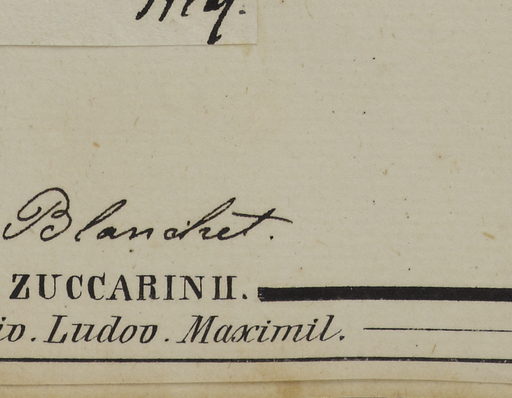 Blanchet.
ZUCCARINII.
iv. Ludov. Maximil.